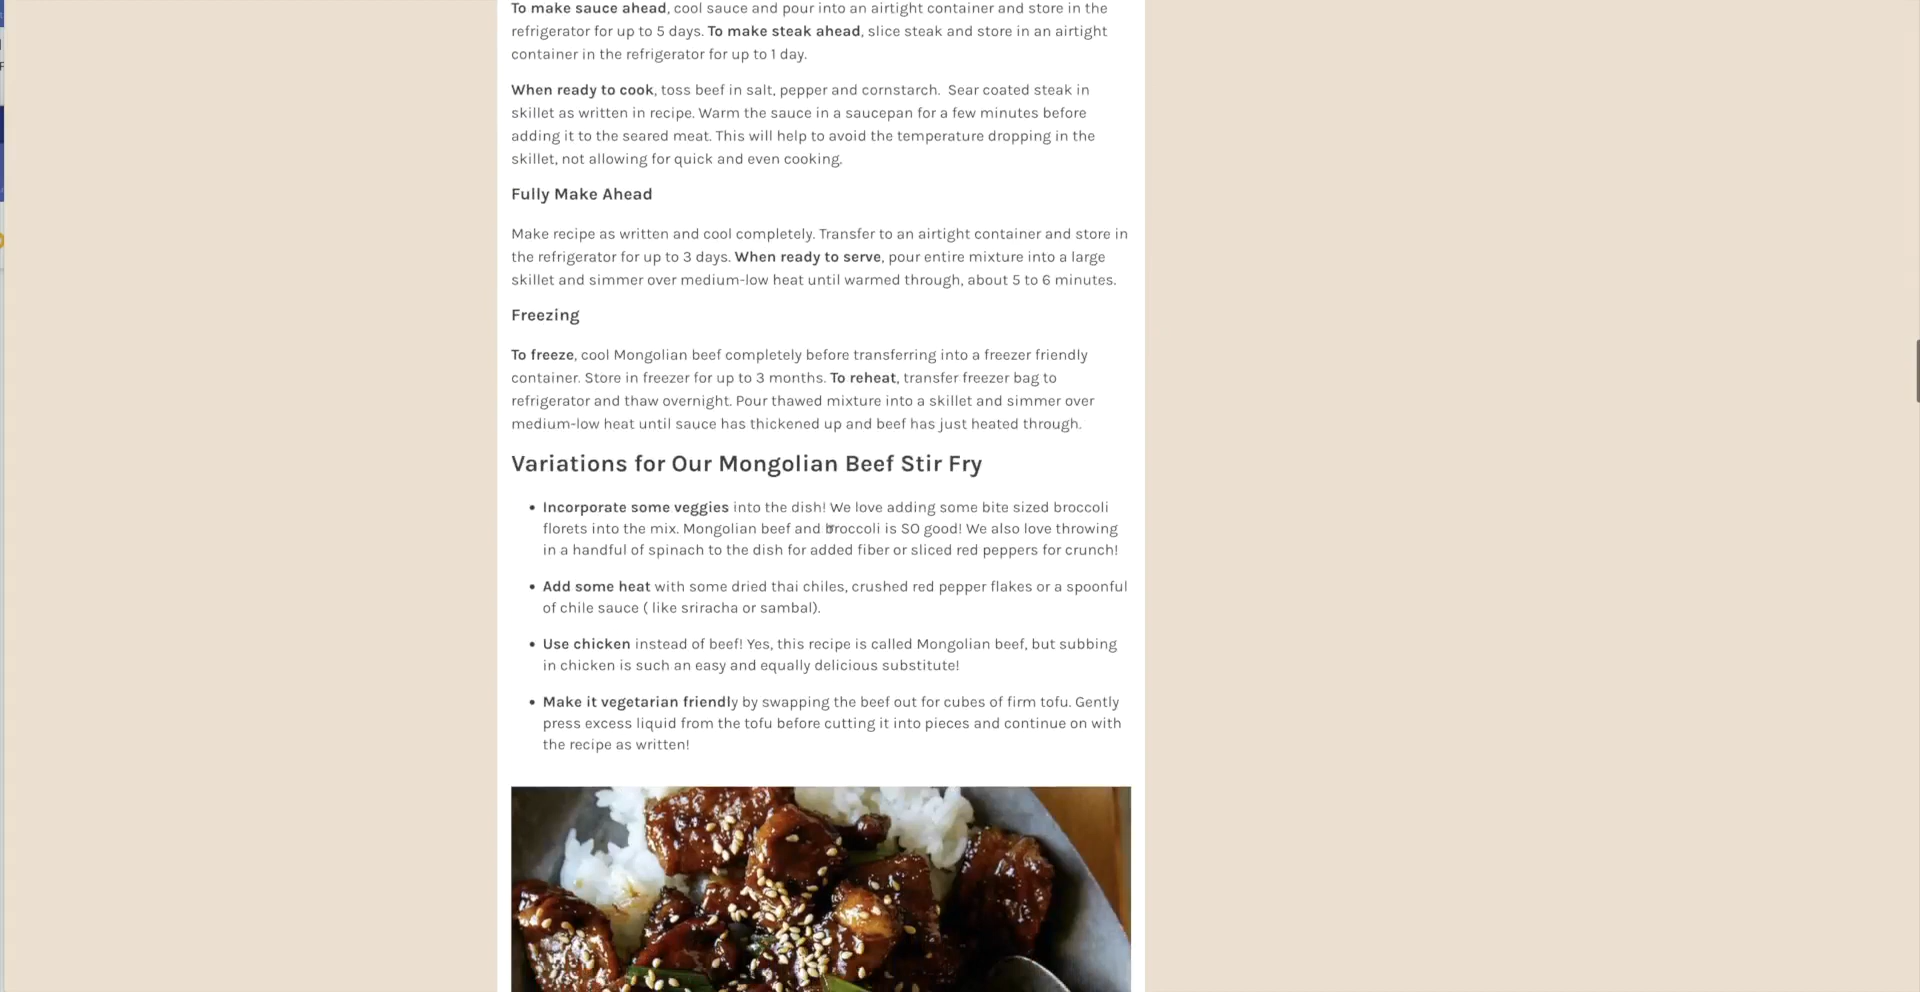 To make sauce ahead, cool sauce and pour into an airtight container and store in the
refrigerator for up to 5 days. To make steak ahead, slice steak and store in an airtight
container in the refrigerator for up to 1 day.
When ready to cook, toss beef in salt, pepper and cornstarch.  Sear coated steak in
skillet as written in recipe. Warm the sauce in a saucepan for a few minutes before
adding it to the seared meat. This will help to avoid the temperature dropping in the
skillet, not allowing for quick and even cooking.
Fully Make Ahead
Make recipe as written and cool completely. Transfer to an airtight container and store in
the refrigerator for up to 3 days. When ready to serve, pour entire mixture into a large
skillet and simmer over medium-low heat until warmed through, about 5 to 6 minutes.
Freezing
To freeze, cool Mongolian beef completely before transferring into a freezer friendly
container. Store in freezer for up to 3 months. To reheat, transfer freezer bag to
refrigerator and thaw overnight. Pour thawed mixture into a skillet and simmer over
medium-low heat until sauce has thickened up and beef has just heated through.
Variations for Our Mongolian Beef Stir Fry
• Incorporate some veggies into the dish! We love adding some bite sized broccoli
florets into the mix. Mongolian beef and broccoli is SO good! We also love throwing
in a handful of spinach to the dish for added fiber or sliced red peppers for crunch!
• Add some heat with some dried thai chiles, crushed red pepper flakes or a spoonful
of chile sauce ( like sriracha or sambal).
• Use chicken instead of beef! Yes, this recipe is called Mongolian beef, but subbing
in chicken is such an easy and equally delicious substitute!
• Make it vegetarian friendly by swapping the beef out for cubes of firm tofu. Gently
press excess liquid from the tofu before cutting it into pieces and continue on with
the recipe as written!